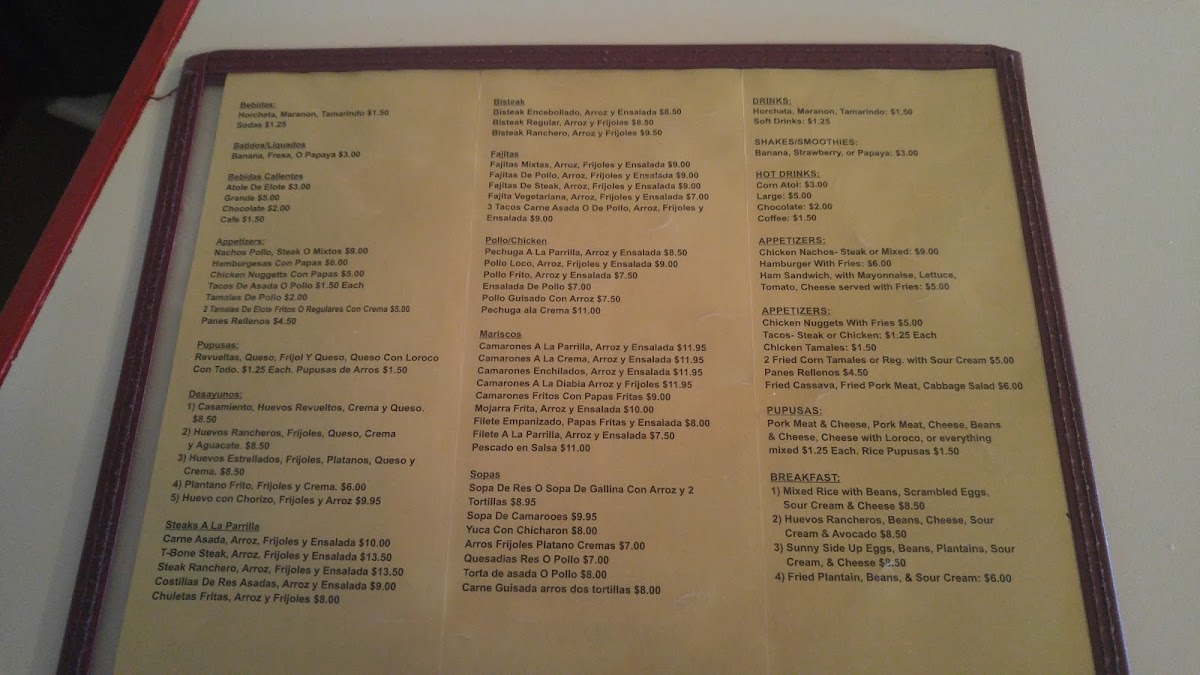 Bebidas:
Horchata, Maranon, Tamarindo $1.50
Sodas $1.25
Batidos/Liquados
Banana, Fresa, O Papaya $3.00
Bebidas Calientes
Atole De Elote $3.00
Grande $5.00
Chocolate $2.00
Cafe $1.50
Appetizers:
Nachos Pollo, Steak O Mixtos $9.00
Hamburgesas Con Papas $6.00
Chicken Nuggetts Con Papas $5.00
Tacos De Asada O Pollo $1.50 Each
Tamales De Pollo $2.00
2 Tamales De Elote Fritos O Regulares Con Crema $5.00
Panes Rellenos $4.50
Pupusas:
Revueltas, Queso, Frijol Y Queso, Queso Con Loroco
Con Todo. $1.25 Each. Pupusas de Arros $1.50
Desayunos:
1) Casamiento, Huevos Revueltos, Crema y Queso.
$8.50
2) Huevos Rancheros, Frijoles, Queso, Crema
y Aguacate. $8.50
3) Huevos Estrellados, Frijoles, Platanos, Queso y
Crema. $8.50
4) Plantano Frito, Frijoles y Crema. $6.00
5) Huevo con Chorizo, Frijoles y Arroz $9.95
Steaks A La Parrilla
Carne Asada, Arroz, Frijoles y Ensalada $10.00
T-Bone Steak, Arroz, Frijoles y Ensalada $13.50
Steak Ranchero, Arroz, Frijoles y Ensalada $13.50
Costillas De Res Asadas, Arroz y Ensalada $9.00
Chuletas Fritas, Arroz y Frijoles $8.00
Bisteak
Bisteak Encebollado, Arroz y Ensalada $8.50
Bisteak Regular, Arroz y Frijoles $8.50
Bisteak Ranchero, Arroz y Frijoles $9.50
Fajitas
Fajitas Mixtas, Arroz, Frijoles y Ensalada $9.00
Fajitas De Pollo, Arroz, Frijoles y Ensalada $9.00
Fajitas De Steak, Arroz, Frijoles y Ensalada $9.00
Fajita Vegetariana, Arroz, Frijoles y Ensalada $7.00
3 Tacos Carne Asada O De Pollo, Arroz, Frijoles y
Ensalada $9.00
Pollo/Chicken
Pechuga A La Parrilla, Arroz y Ensalada $8.50
Pollo Loco, Arroz, Frijoles y Ensalada $9.00
Pollo Frito, Arroz y Ensalada $7.50
Ensalada De Pollo $7.00
Pollo Guisado Con Arroz $7.50
Pechuga ala Crema $11.00
Mariscos
Camarones A La Parrilla, Arroz y Ensalada $11.95
Camarones A La Crema, Arroz y Ensalada $11.95
Camarones Enchilados, Arroz y Ensalada $11.95
Camarones A La Diabla Arroz y Frijoles $11.95
Camarones Fritos Con Papas Fritas $9.00
Mojarra Frita, Arroz y Ensalada $10.00
Filete Empanizado, Papas Fritas y Ensalada $8.00
Filete A La Parrilla, Arroz y Ensalada $7.50
Pescado en Salsa $11.00
Sopas
Sopa De Res O Sopa De Gallina Con Arroz y 2
Tortillas $8.95
Sopa De Camarooes $9.95
Yuca Con Chicharon $8.00
Arros Frijoles Platano Cremas $7.00
Quesadias Res O Pollo $7.00
Torta de asada O Pollo $8.00
Carne Guisada arros dos tortillas $8.00
DRINKS:
Horchata, Maranon, Tamarindo: $1.50
Soft Drinks: $1.25
SHAKES/SMOOTHIES:
Banana, Strawberry, or Papaya: $3.00
HOT DRINKS:
Corn Atol: $3.00
Large: $5.00
Chocolate: $2.00
Coffee: $1.50
APPETIZERS:
Chicken Nachos- Steak or Mixed: $9.00
Hamburger With Fries: $6.00
Ham Sandwich, with Mayonnaise, Lettuce,
Tomato, Cheese served with Fries: $5.00
APPETIZERS:
Chicken Nuggets With Fries $5.00
Tacos- Steak or Chicken: $1.25 Each
Chicken Tamales: $1.50
2 Fried Corn Tamales or Reg. with Sour Cream $5.00
Panes Rellenos $4.50
Fried Cassava, Fried Pork Meat, Cabbage Salad $6.00
PUPUSAS:
Pork Meat & Cheese, Pork Meat, Cheese, Beans
& Cheese, Cheese with Loroco, or everything
mixed $1.25 Each. Rice Pupusas $1.50
BREAKFAST:
1) Mixed Rice with Beans, Scrambled Eggs,
Sour Cream & Cheese $8.50
2) Huevos Rancheros, Beans, Cheese, Sour
Cream & Avocado $8.50
3) Sunny Side Up Eggs, Beans, Plantains, Sour
Cream, & Cheese $8.50
4) Fried Plantain, Beans, & Sour Cream: $6.00